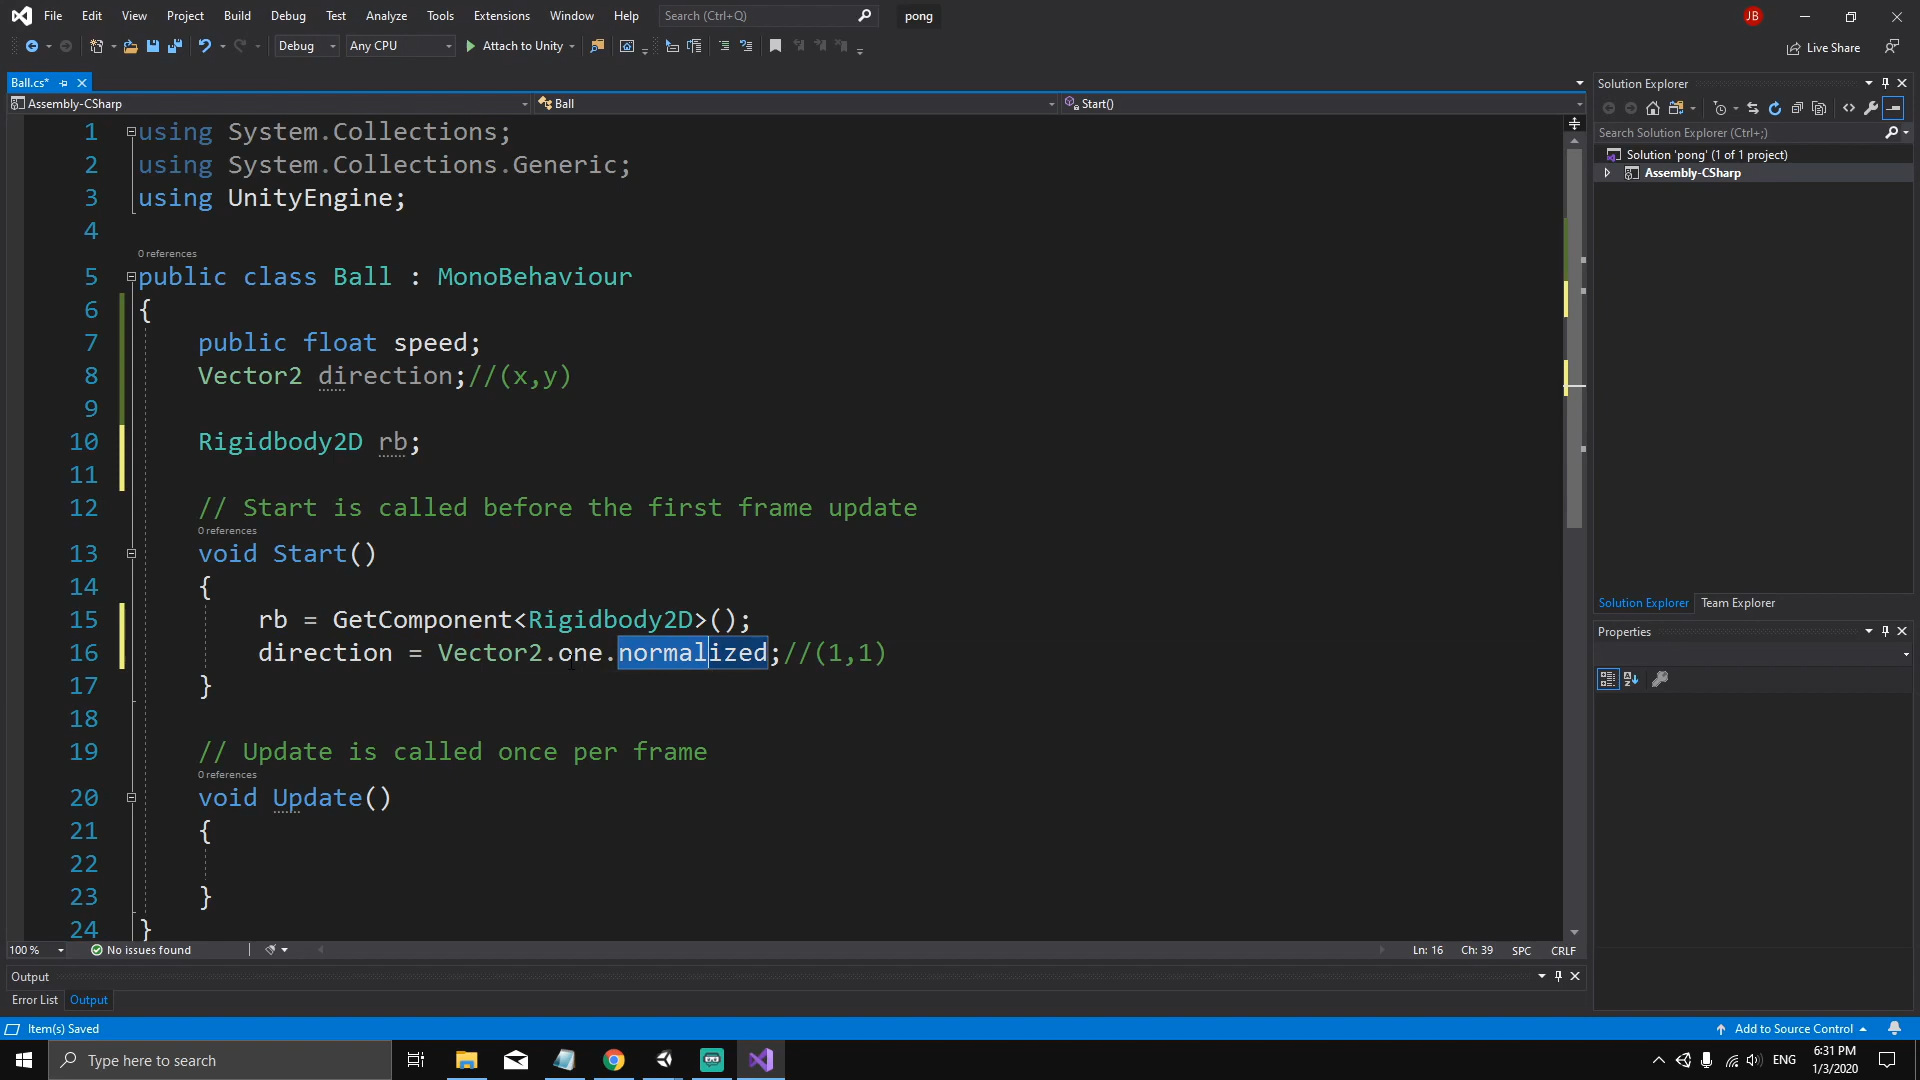 File Edit View Project Build Debug Test Analyze Tools Extensions Window Help Search (Ctrl+Q) pong JB
Debug Any CPU Attach to Unity Live Share
Ball.cs*
Assembly-CSharp Ball Start()
1 using System.Collections;
2 using System.Collections.Generic;
3 using UnityEngine;
4
0 references
5 public class Ball : MonoBehaviour
6 {
7 public float speed;
8 Vector2 direction;//(x,y)
9
10 Rigidbody2D rb;
11
12 // Start is called before the first frame update
0 references
13 void Start()
14 {
15 rb = GetComponent<Rigidbody2D>();
16 direction = Vector2.one.normalized;//(1,1)
17 }
18
19 // Update is called once per frame
0 references
20 void Update()
21 {
22
23 }
24 }
100 % No issues found Ln: 16 Ch: 39 SPC CRLF
Output
Error List Output
Solution Explorer
Search Solution Explorer (Ctrl+;)
Solution 'pong' (1 of 1 project)
Assembly-CSharp
Solution Explorer Team Explorer
Properties
Item(s) Saved Add to Source Control
Type here to search ENG 6:31 PM
1/3/2020